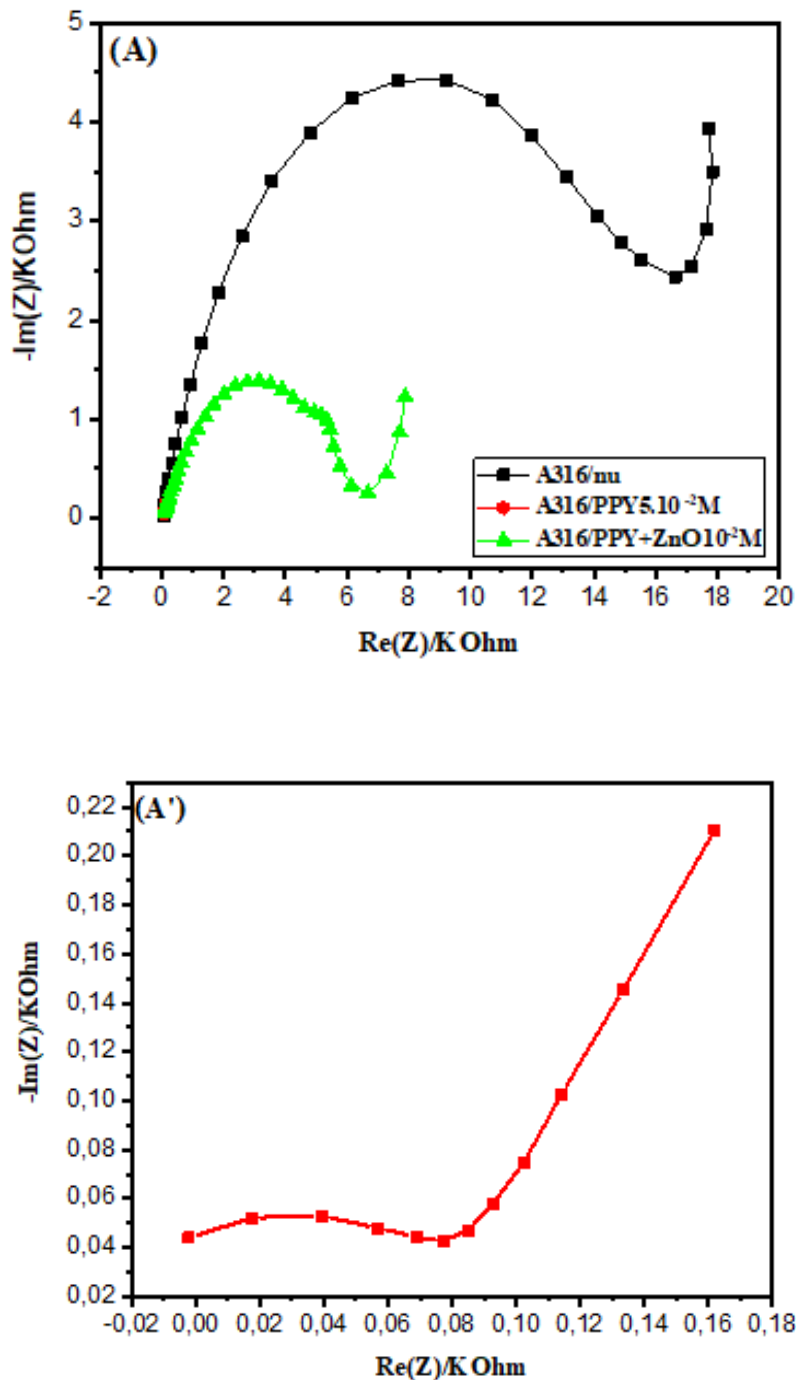 (A)
5
4
3
2
1
0
-Im(Z)/KOhm
A316/nu
A316/PPY5.10⁻²M
A316/PPY+ZnO10⁻²M
-2 0 2 4 6 8 10 12 14 16 18 20
Re(Z)/K Ohm
(A')
0,22
0,20
0,18
0,16
0,14
0,12
0,10
0,08
0,06
0,04
0,02
-Im(Z)/KOhm
-0,02 0,00 0,02 0,04 0,06 0,08 0,10 0,12 0,14 0,16 0,18
Re(Z)/K Ohm